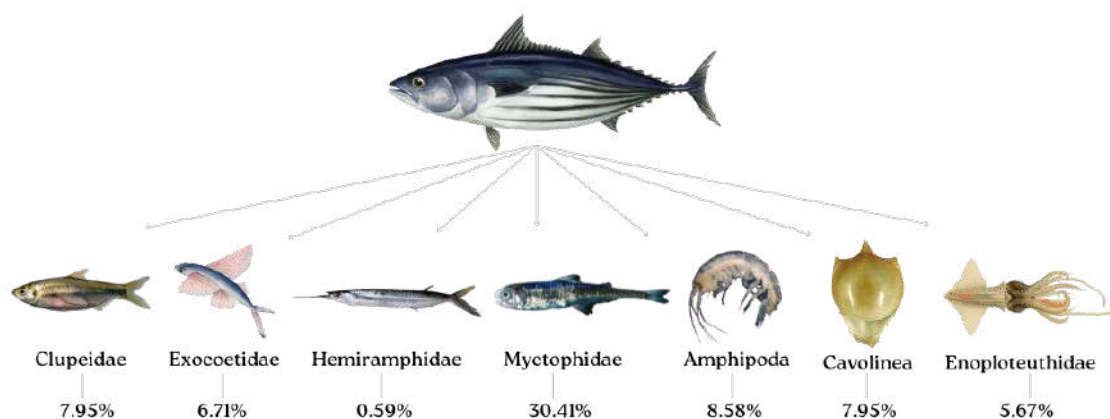 Clupeidae Exocoetidae Hemiramphidae Myctophidae Amphipoda Cavolinea Enoploteuthidae
7.95% 6.71% 0.59% 30.41% 8.58% 7.95% 5.67%